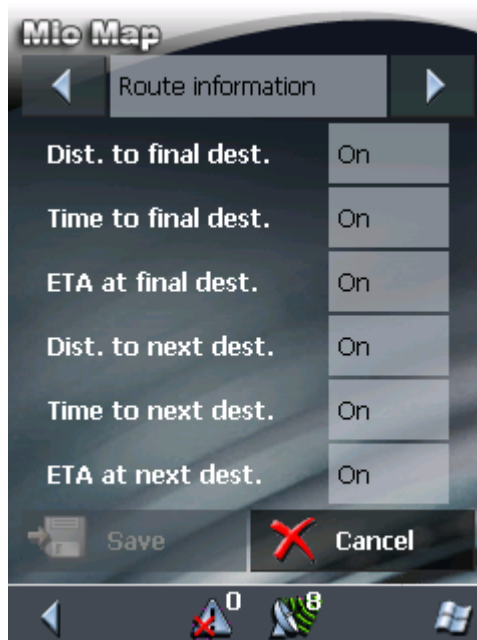 Mio Map
Route information
Dist. to final dest. On
Time to final dest. On
ETA at final dest. On
Dist. to next dest. On
Time to next dest. On
ETA at next dest. On
Save Cancel
0 8